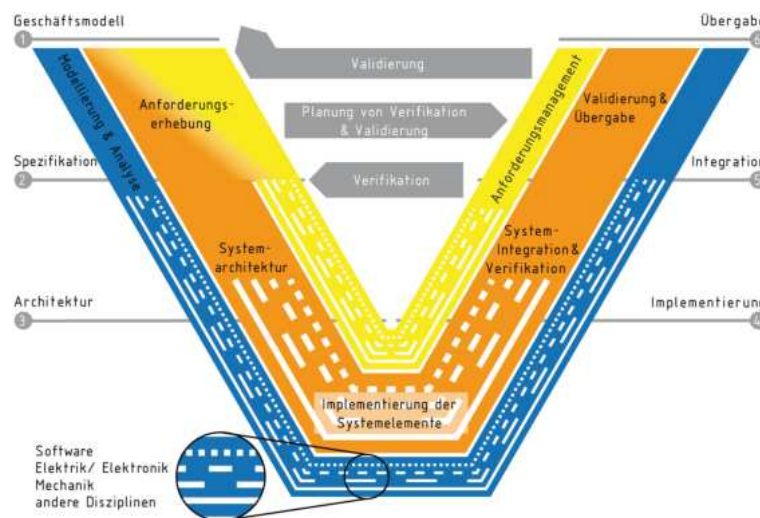 Geschäftsmodell
1
Übergabe
6
Validierung
Planung von Verifikation
& Validierung
Verifikation
Modellierung & Analyse
Anforderungs-
erhebung
Anforderungsmanagement
Validierung &
Übergabe
Spezifikation
2
Integration
5
System-
architektur
System-
Integration &
Verifikation
Architektur
3
Implementierung
4
Implementierung der
Systemelemente
Software
Elektrik/ Elektronik
Mechanik
andere Disziplinen